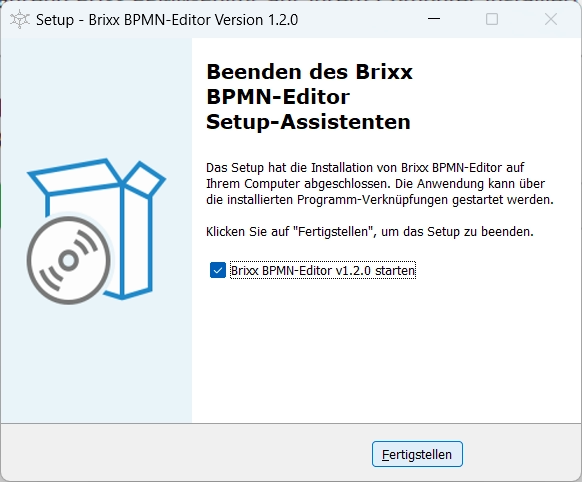 Setup - Brixx BPMN-Editor Version 1.2.0
Beenden des Brixx
BPMN-Editor
Setup-Assistenten
Das Setup hat die Installation von Brixx BPMN-Editor auf
Ihrem Computer abgeschlossen. Die Anwendung kann über
die installierten Programm-Verknüpfungen gestartet werden.
Klicken Sie auf "Fertigstellen", um das Setup zu beenden.
Brixx BPMN-Editor v1.2.0 starten
Fertigstellen